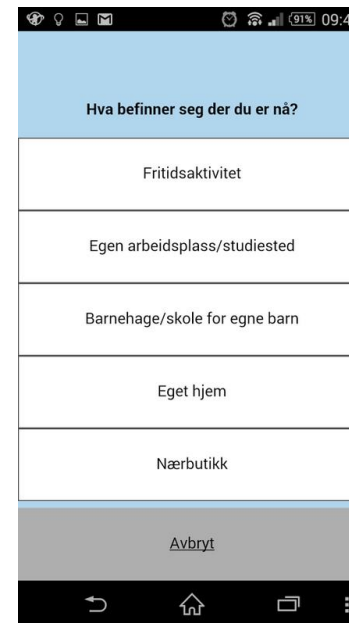 91% 09:4
Hva befinner seg der du er nå?
Fritidsaktivitet
Egen arbeidsplass/studiested
Barnehage/skole for egne barn
Eget hjem
Nærbutikk
Avbryt